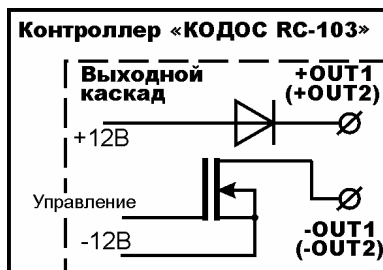 Контроллер «КОДОС RC-103»
Выходной
каскад
+OUT1
(+OUT2)
+12В
Управление
-12В
-OUT1
(-OUT2)